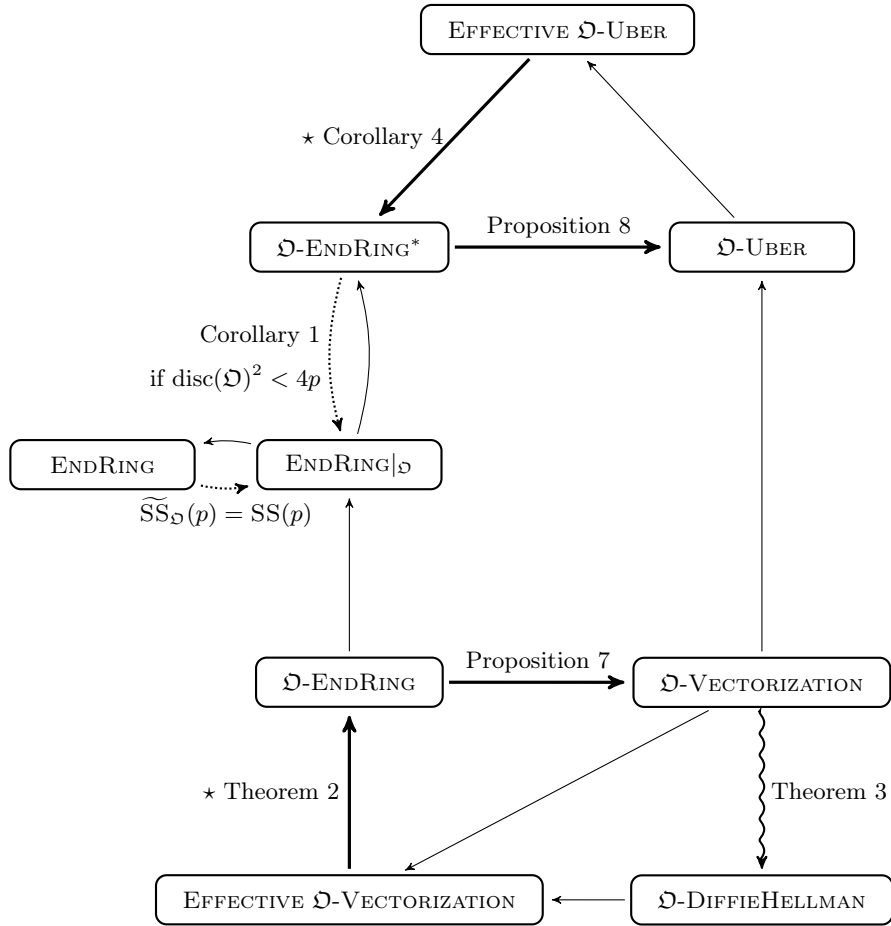 EFFECTIVE 𝔒-UBER
⋆ Corollary 4
𝔒-ENDRING*
Proposition 8
𝔒-UBER
Corollary 1
if disc(𝔒)² < 4p
ENDRING
ENDRING|𝔒
S͠S𝔒(p) = SS(p)
𝔒-ENDRING
Proposition 7
𝔒-VECTORIZATION
⋆ Theorem 2
Theorem 3
EFFECTIVE 𝔒-VECTORIZATION
𝔒-DIFFIEHELLMAN